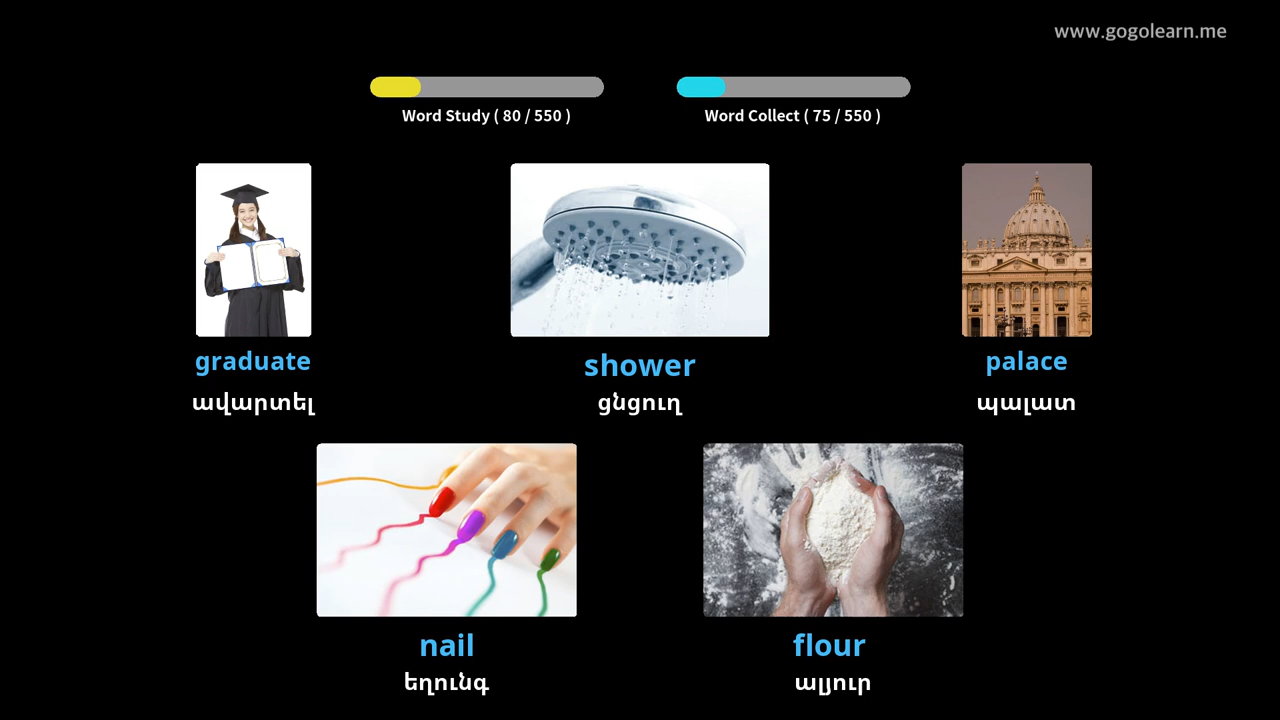 www.gogolearn.me
Word Study ( 80 / 550 )
Word Collect ( 75 / 550 )
graduate
ավարտել
shower
ցնցուղ
palace
պալատ
nail
եղունգ
flour
ալյուր